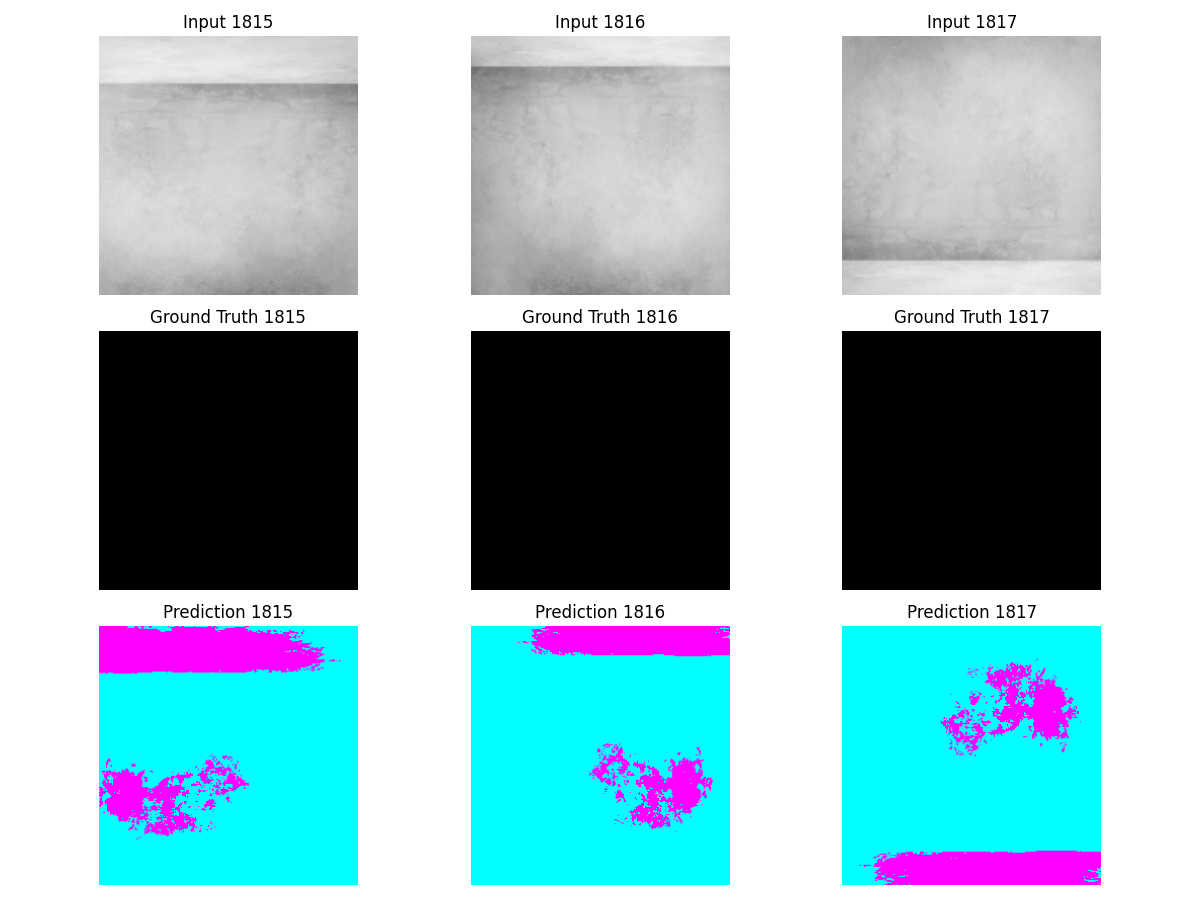 Input 1815
Input 1816
Input 1817
Ground Truth 1815
Ground Truth 1816
Ground Truth 1817
Prediction 1815
Prediction 1816
Prediction 1817